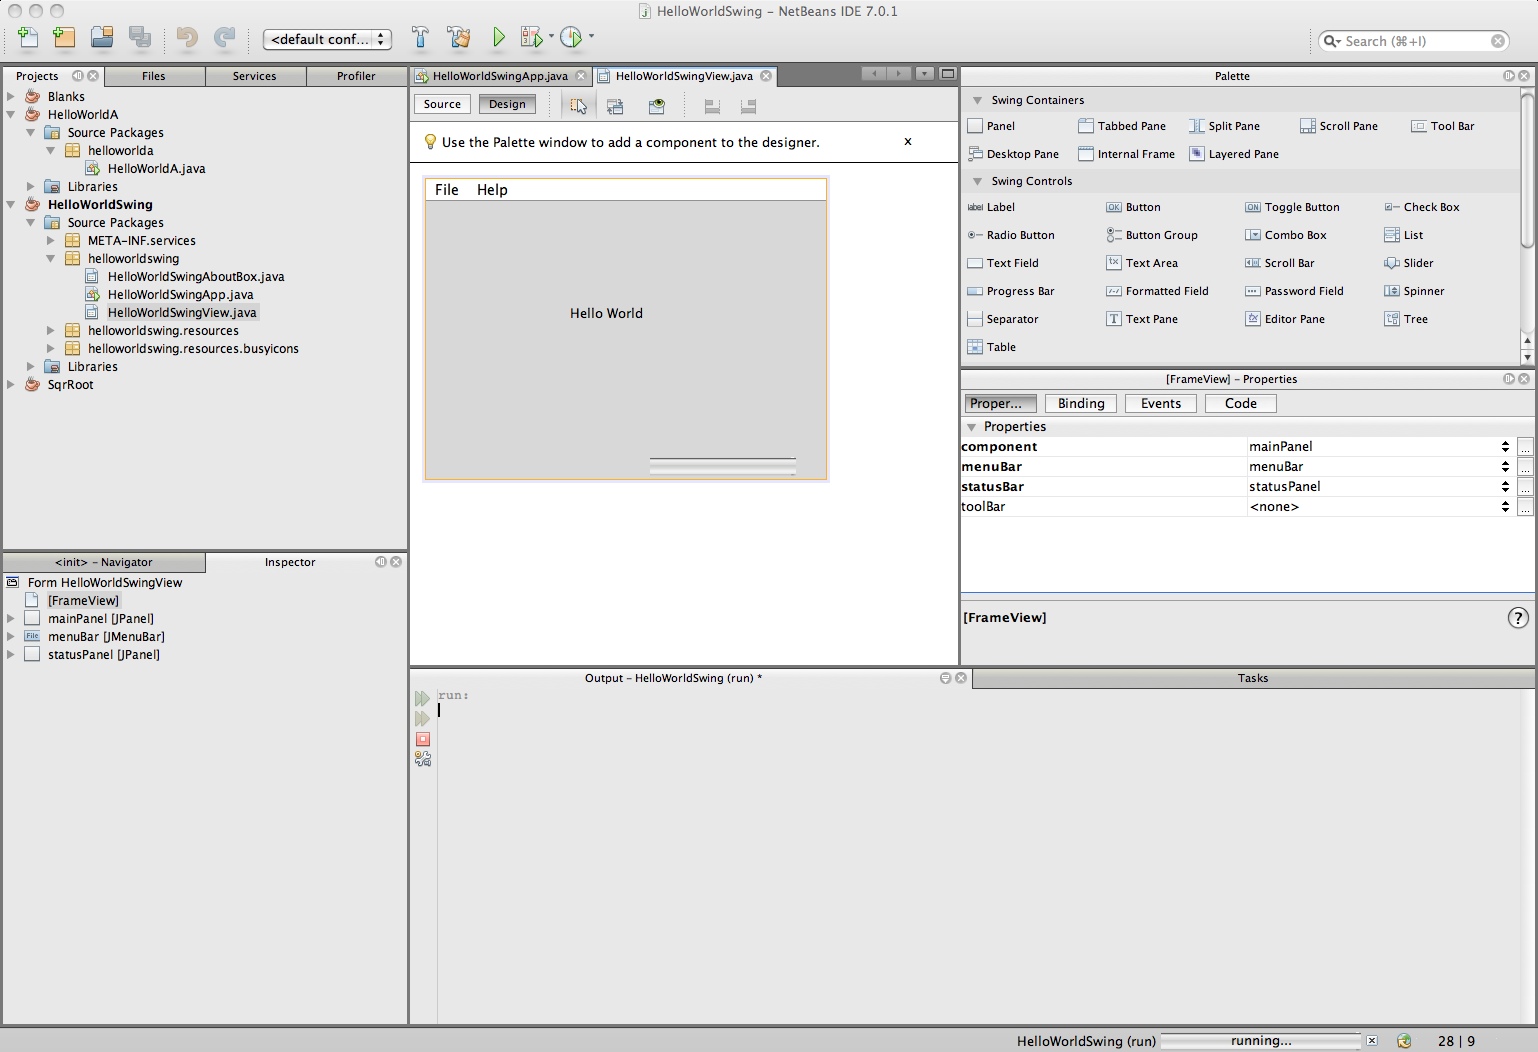 HelloWorldSwing – NetBeans IDE 7.0.1
<default conf...
Search (⌘+I)
Projects
Files
Services
Profiler
Blanks
HelloWorldA
Source Packages
helloworlda
HelloWorldA.java
Libraries
HelloWorldSwing
Source Packages
META-INF.services
helloworldswing
HelloWorldSwingAboutBox.java
HelloWorldSwingApp.java
HelloWorldSwingView.java
helloworldswing.resources
helloworldswing.resources.busyicons
Libraries
SqrRoot
<init> – Navigator
Inspector
Form HelloWorldSwingView
[FrameView]
mainPanel [JPanel]
File menuBar [JMenuBar]
statusPanel [JPanel]
HelloWorldSwingApp.java
HelloWorldSwingView.java
Source
Design
Use the Palette window to add a component to the designer.
x
File Help
Hello World
Palette
Swing Containers
Panel Tabbed Pane Split Pane Scroll Pane Tool Bar
Desktop Pane Internal Frame Layered Pane
Swing Controls
label Label OK Button ON Toggle Button Check Box
Radio Button Button Group Combo Box List
Text Field Text Area Scroll Bar Slider
Progress Bar Formatted Field Password Field Spinner
Separator T Text Pane Editor Pane Tree
Table
[FrameView] – Properties
Proper... Binding Events Code
Properties
component mainPanel ...
menuBar menuBar ...
statusBar statusPanel ...
toolBar <none> ...
[FrameView] ?
Output – HelloWorldSwing (run) *
Tasks
run:
HelloWorldSwing (run) running... 28 | 9